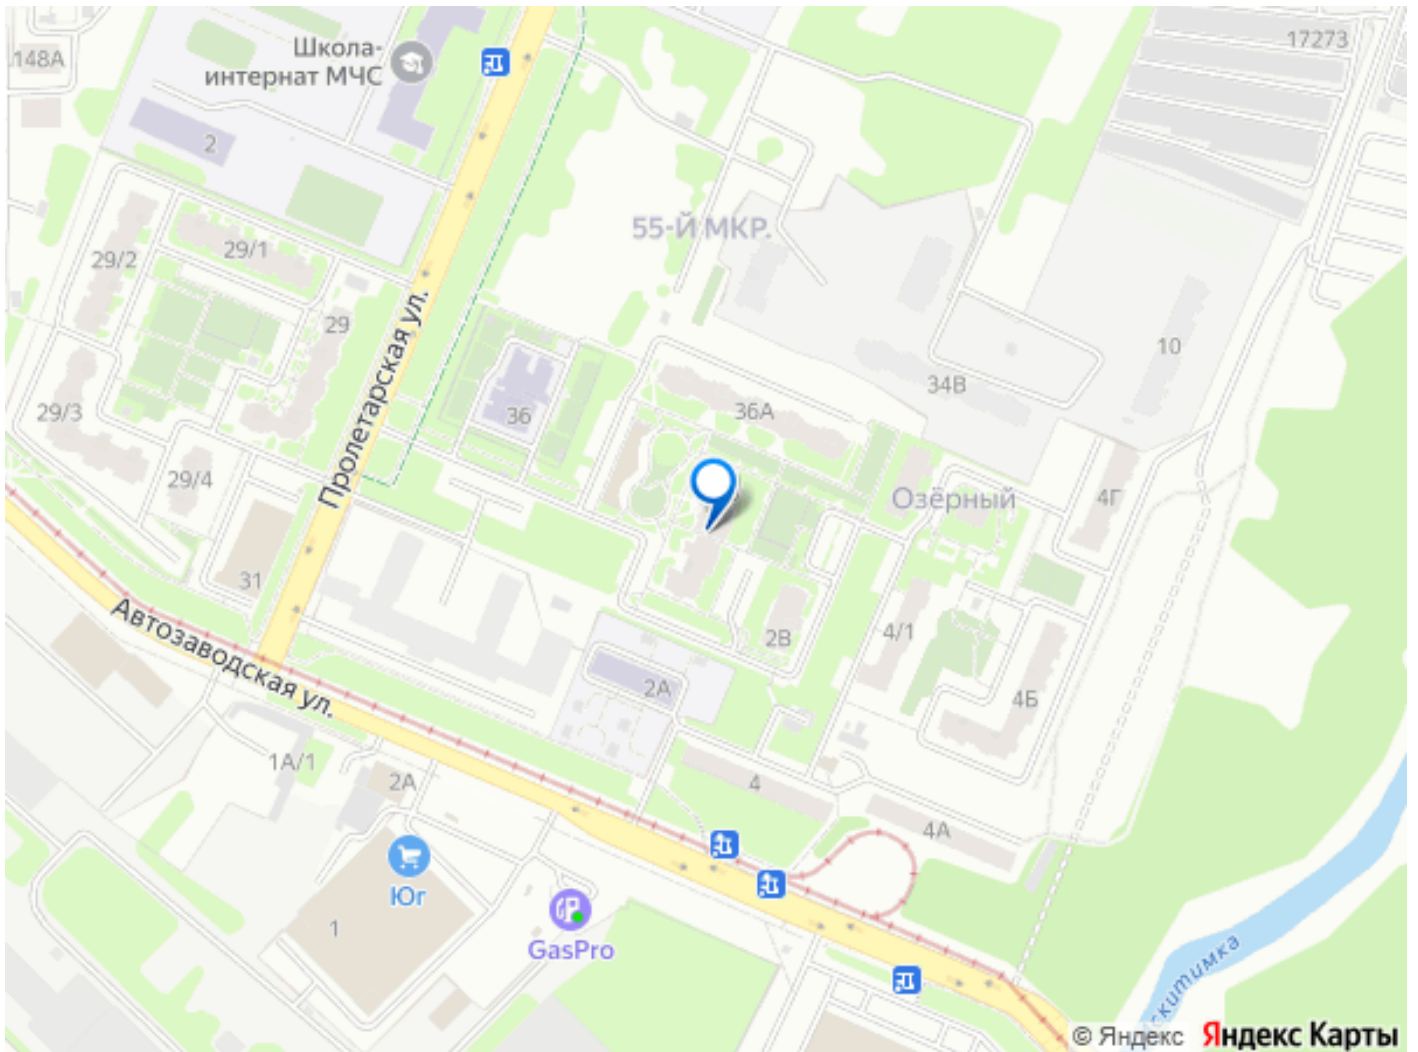 17273
148А
Школа-
интернат МЧС
2
55-Й МКР.
29/2
29/1
29
Пролетарская ул.
10
34В
29/3
36
36А
29/4
Озёрный
4Г
31
Автозаводская ул.
2В
4/1
2А
4Б
1А/1
2А
4
4А
Юг
1
GasPro
скитимка
© Яндекс
Яндекс Карты